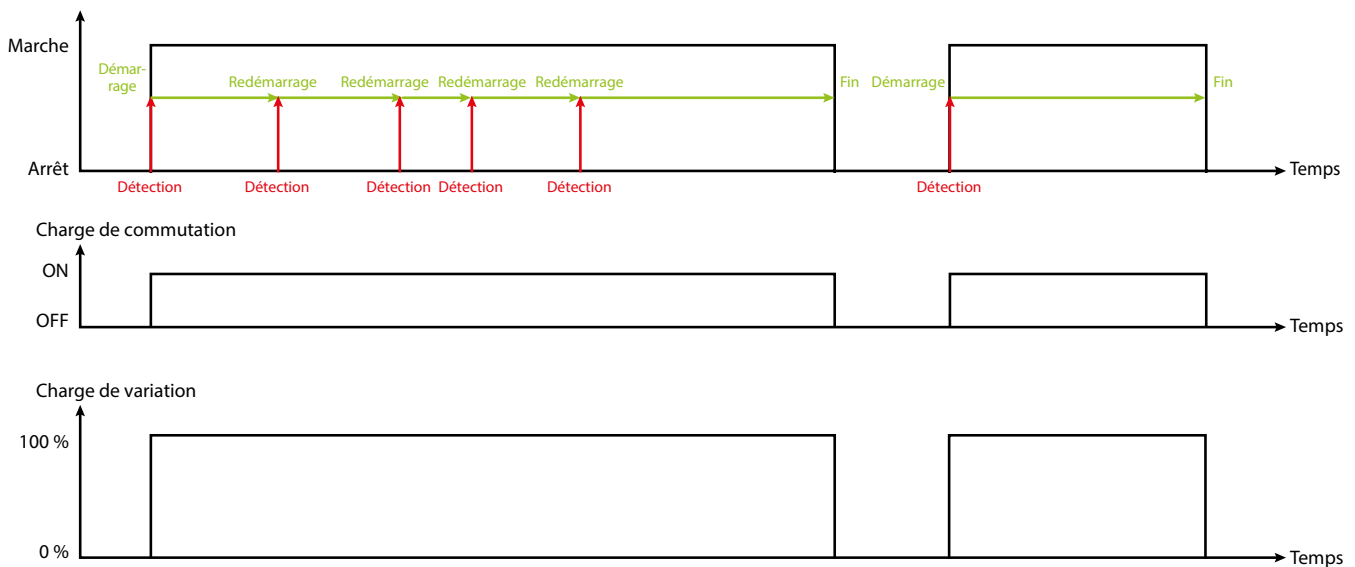 Marche
Démar-
rage
Redémarrage
Redémarrage
Redémarrage
Redémarrage
Fin
Démarrage
Fin
Arrêt
Temps
Détection
Détection
Détection
Détection
Détection
Détection
Charge de commutation
ON
OFF
Temps
Charge de variation
100 %
0 %
Temps